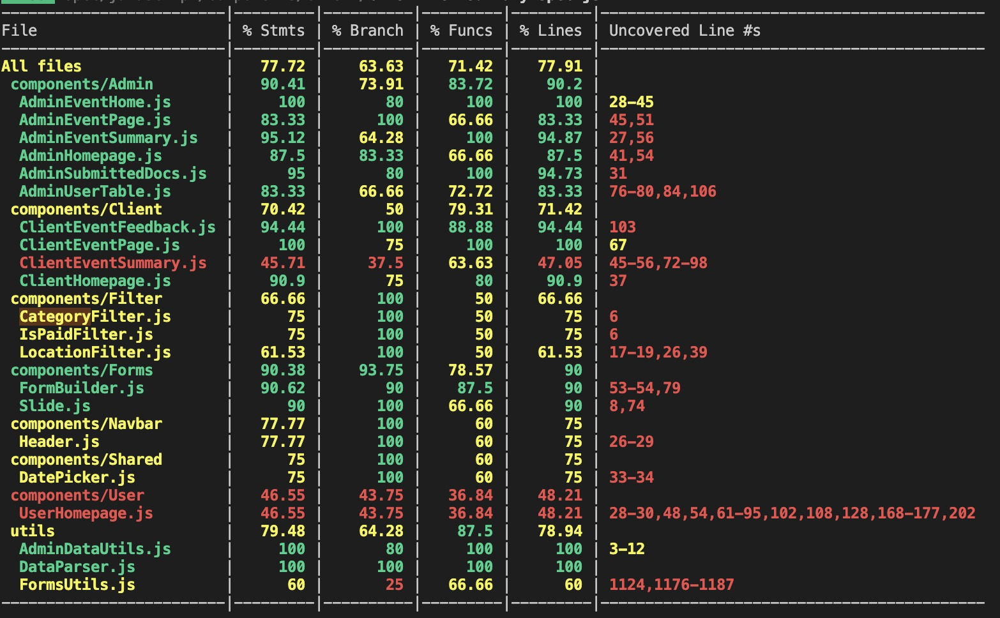 File | % Stmts | % Branch | % Funcs | % Lines | Uncovered Line #s
All files | 77.72 | 63.63 | 71.42 | 77.91 |
components/Admin | 90.41 | 73.91 | 83.72 | 90.2 |
AdminEventHome.js | 100 | 80 | 100 | 100 | 28-45
AdminEventPage.js | 83.33 | 100 | 66.66 | 83.33 | 45,51
AdminEventSummary.js | 95.12 | 64.28 | 100 | 94.87 | 27,56
AdminHomepage.js | 87.5 | 83.33 | 66.66 | 87.5 | 41,54
AdminSubmittedDocs.js | 95 | 80 | 100 | 94.73 | 31
AdminUserTable.js | 83.33 | 66.66 | 72.72 | 83.33 | 76-80,84,106
components/Client | 70.42 | 50 | 79.31 | 71.42 |
ClientEventFeedback.js | 94.44 | 100 | 88.88 | 94.44 | 103
ClientEventPage.js | 100 | 75 | 100 | 100 | 67
ClientEventSummary.js | 45.71 | 37.5 | 63.63 | 47.05 | 45-56,72-98
ClientHomepage.js | 90.9 | 75 | 80 | 90.9 | 37
components/Filter | 66.66 | 100 | 50 | 66.66 |
CategoryFilter.js | 75 | 100 | 50 | 75 | 6
IsPaidFilter.js | 75 | 100 | 50 | 75 | 6
LocationFilter.js | 61.53 | 100 | 50 | 61.53 | 17-19,26,39
components/Forms | 90.38 | 93.75 | 78.57 | 90 |
FormBuilder.js | 90.62 | 90 | 87.5 | 90 | 53-54,79
Slide.js | 90 | 100 | 66.66 | 90 | 8,74
components/Navbar | 77.77 | 100 | 60 | 75 |
Header.js | 77.77 | 100 | 60 | 75 | 26-29
components/Shared | 75 | 100 | 60 | 75 |
DatePicker.js | 75 | 100 | 60 | 75 | 33-34
components/User | 46.55 | 43.75 | 36.84 | 48.21 |
UserHomepage.js | 46.55 | 43.75 | 36.84 | 48.21 | 28-30,48,54,61-95,102,108,128,168-177,202
utils | 79.48 | 64.28 | 87.5 | 78.94 |
AdminDataUtils.js | 100 | 80 | 100 | 100 | 3-12
DataParser.js | 100 | 100 | 100 | 100 |
FormsUtils.js | 60 | 25 | 66.66 | 60 | 1124,1176-1187